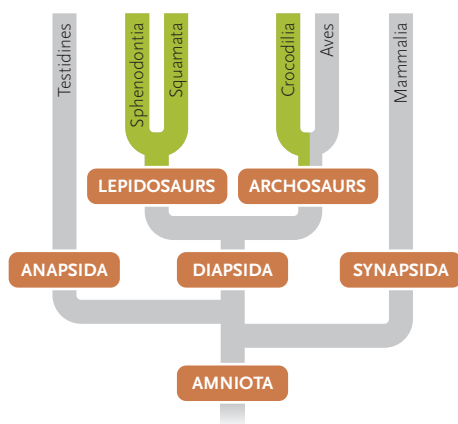 Testidines
Sphenodontia
Squamata
Crocodilia
Aves
Mammalia
LEPIDOSAURS
ARCHOSAURS
ANAPSIDA
DIAPSIDA
SYNAPSIDA
AMNIOTA